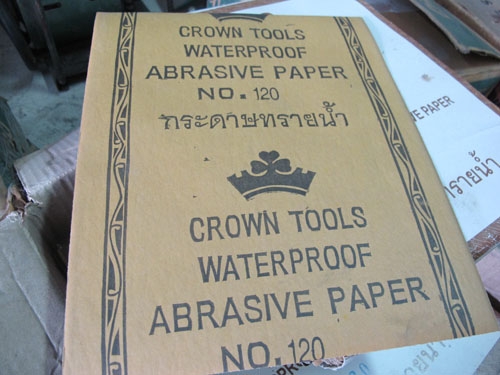 CROWN TOOLS
WATERPROOF
ABRASIVE PAPER
NO. 120
กระดาษทรายน้ำ
CROWN TOOLS
WATERPROOF
ABRASIVE PAPER
NO. 120
PAPER
ทรายน้ำ